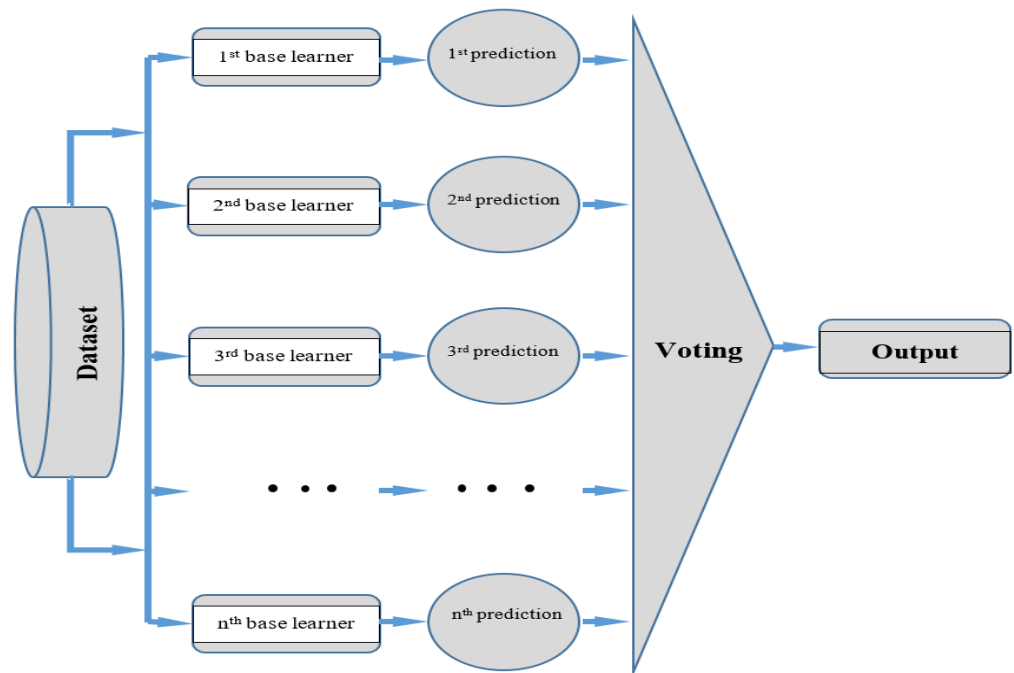 1st base learner
1st prediction
2nd base learner
2nd prediction
Dataset
3rd base learner
3rd prediction
Voting
Output
• • •
• • •
nth base learner
nth prediction